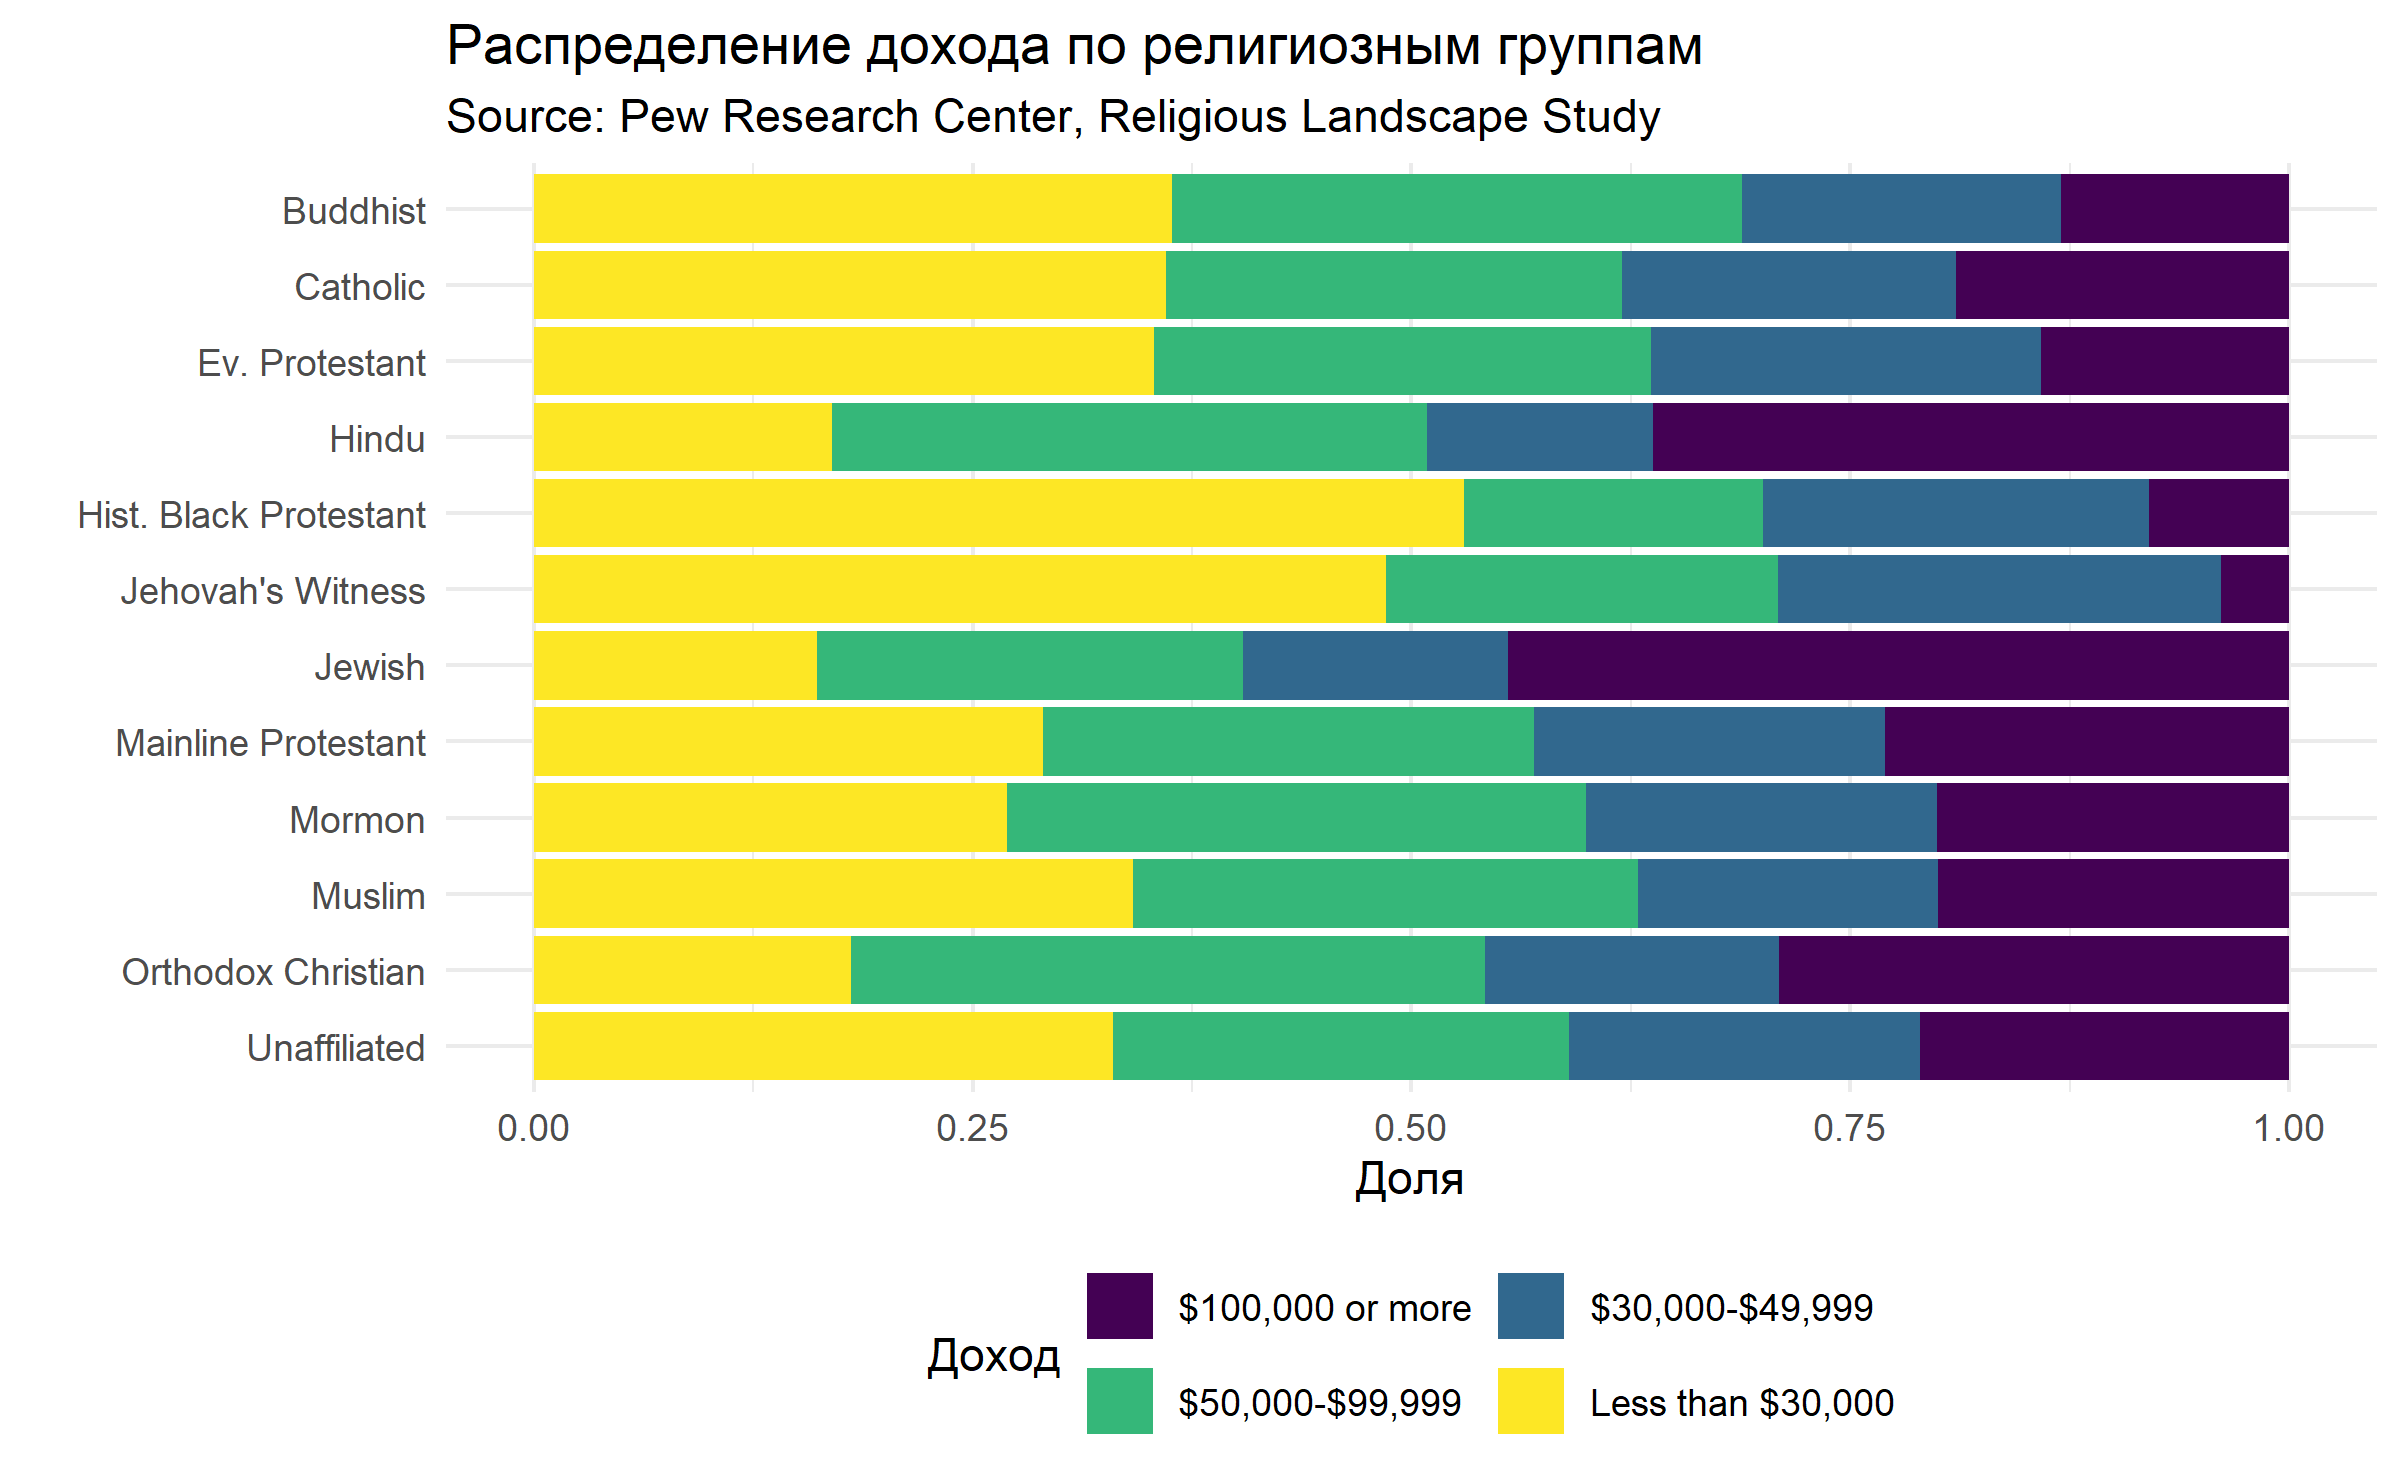 Распределение дохода по религиозным группам
Source: Pew Research Center, Religious Landscape Study
Buddhist
Catholic
Ev. Protestant
Hindu
Hist. Black Protestant
Jehovah's Witness
Jewish
Mainline Protestant
Mormon
Muslim
Orthodox Christian
Unaffiliated
0.00 0.25 0.50 0.75 1.00
Доля
Доход
$100,000 or more $30,000-$49,999
$50,000-$99,999 Less than $30,000